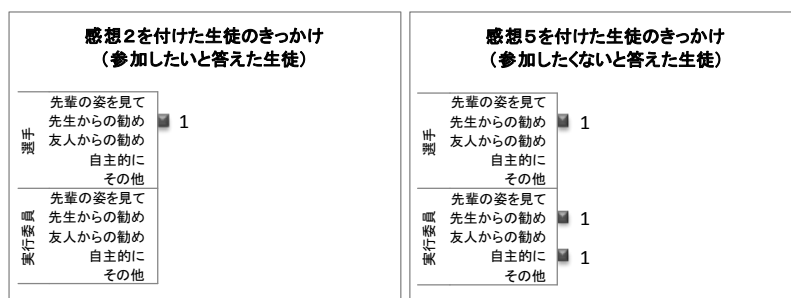 感想２を付けた生徒のきっかけ
（参加したいと答えた生徒）
選手
先輩の姿を見て
先生からの勧め 1
友人からの勧め
自主的に
その他
実行委員
先輩の姿を見て
先生からの勧め
友人からの勧め
自主的に
その他
感想５を付けた生徒のきっかけ
（参加したくないと答えた生徒）
選手
先輩の姿を見て
先生からの勧め 1
友人からの勧め
自主的に
その他
実行委員
先輩の姿を見て
先生からの勧め 1
友人からの勧め
自主的に 1
その他